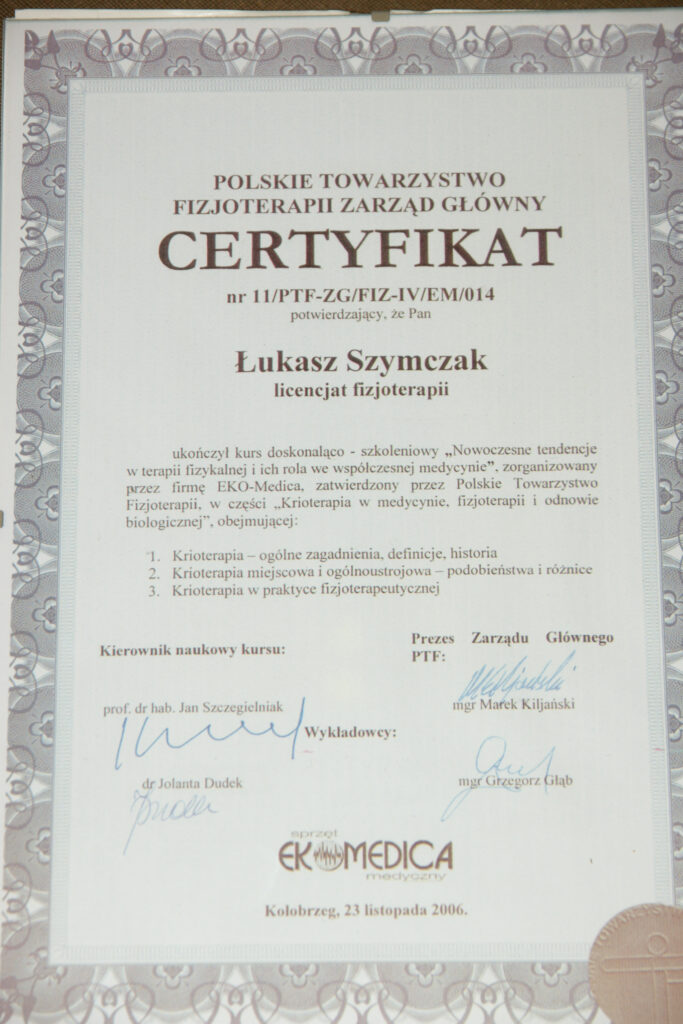 POLSKIE TOWARZYSTWO
FIZJOTERAPII ZARZĄD GŁÓWNY
CERTYFIKAT
nr 11/PTF-ZG/FIZ-IV/EM/014
potwierdzający, że Pan
Łukasz Szymczak
licencjat fizjoterapii
ukończył kurs doskonaląco - szkoleniowy „Nowoczesne tendencje
w terapii fizykalnej i ich rola we współczesnej medycynie”, zorganizowany
przez firmę EKO-Medica, zatwierdzony przez Polskie Towarzystwo
Fizjoterapii, w części „Krioterapia w medycynie, fizjoterapii i odnowie
biologicznej”, obejmującej:
1. Krioterapia – ogólne zagadnienia, definicje, historia
2. Krioterapia miejscowa i ogólnoustrojowa – podobieństwa i różnice
3. Krioterapia w praktyce fizjoterapeutycznej
Kierownik naukowy kursu:
Prezes Zarządu Głównego
PTF:
prof. dr hab. Jan Szczegielniak
mgr Marek Kiljański
Wykładowcy:
dr Jolanta Dudek
mgr Grzegorz Głąb
sprzęt
EKOMEDICA
medyczny
Kołobrzeg, 23 listopada 2006.